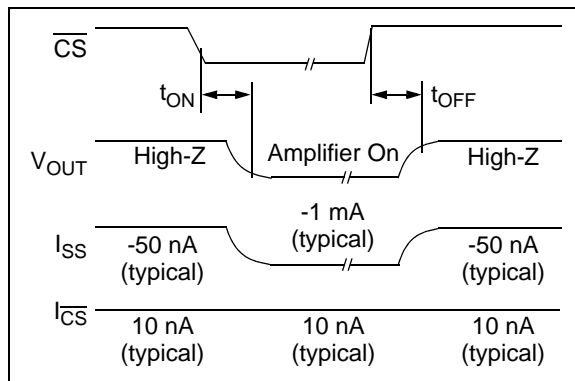 CS
tON
tOFF
VOUT
High-Z
Amplifier On
High-Z
ISS
-50 nA
(typical)
-1 mA
(typical)
-50 nA
(typical)
ICS
10 nA
(typical)
10 nA
(typical)
10 nA
(typical)